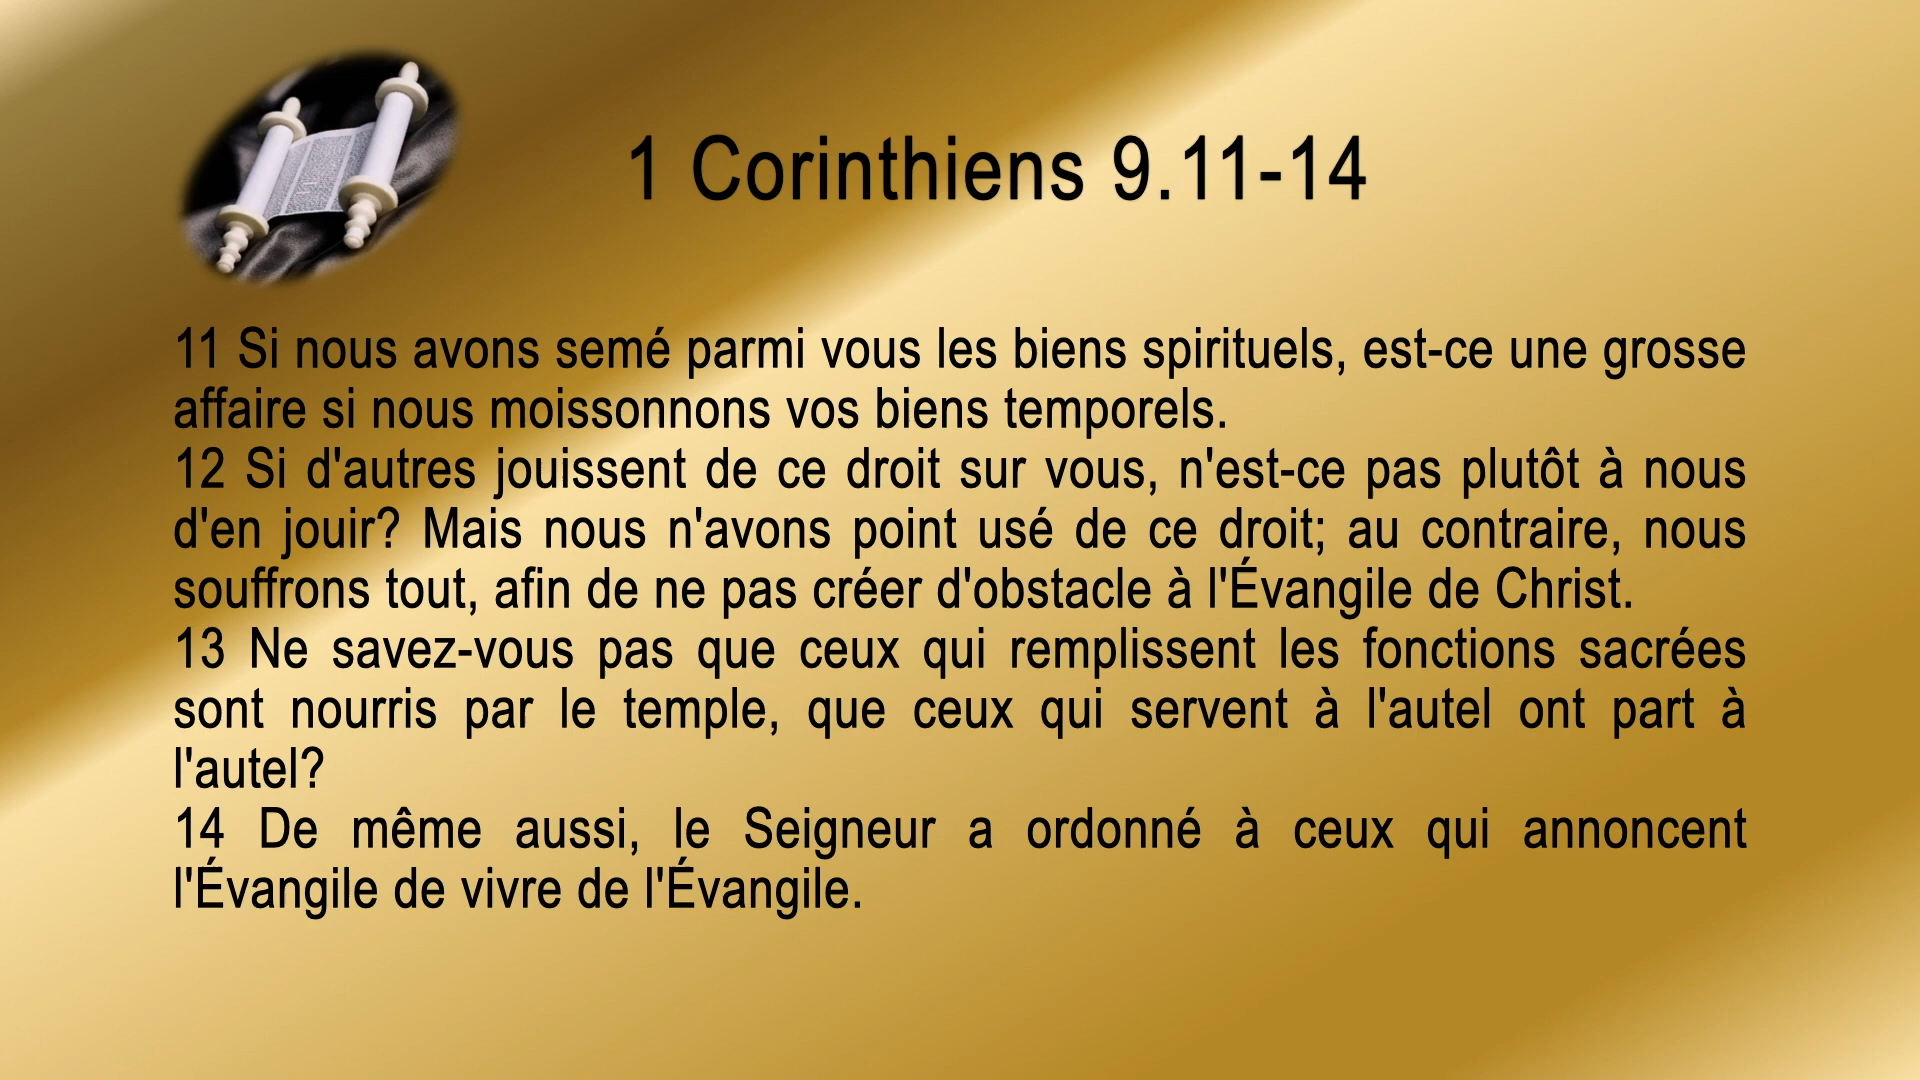 1 Corinthiens 9.11-14
11 Si nous avons semé parmi vous les biens spirituels, est-ce une grosse
affaire si nous moissonnons vos biens temporels.
12 Si d'autres jouissent de ce droit sur vous, n'est-ce pas plutôt à nous
d'en jouir? Mais nous n'avons point usé de ce droit; au contraire, nous
souffrons tout, afin de ne pas créer d'obstacle à l'Évangile de Christ.
13 Ne savez-vous pas que ceux qui remplissent les fonctions sacrées
sont nourris par le temple, que ceux qui servent à l'autel ont part à
l'autel?
14 De même aussi, le Seigneur a ordonné à ceux qui annoncent
l'Évangile de vivre de l'Évangile.